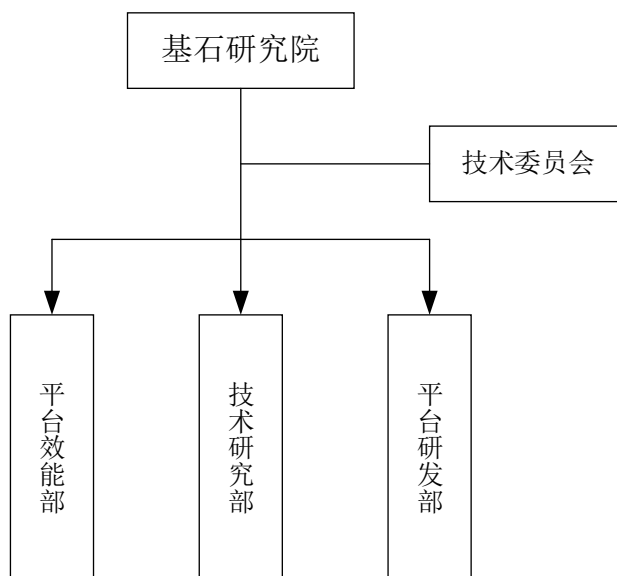 基石研究院
技术委员会
平台效能部
技术研究部
平台研发部